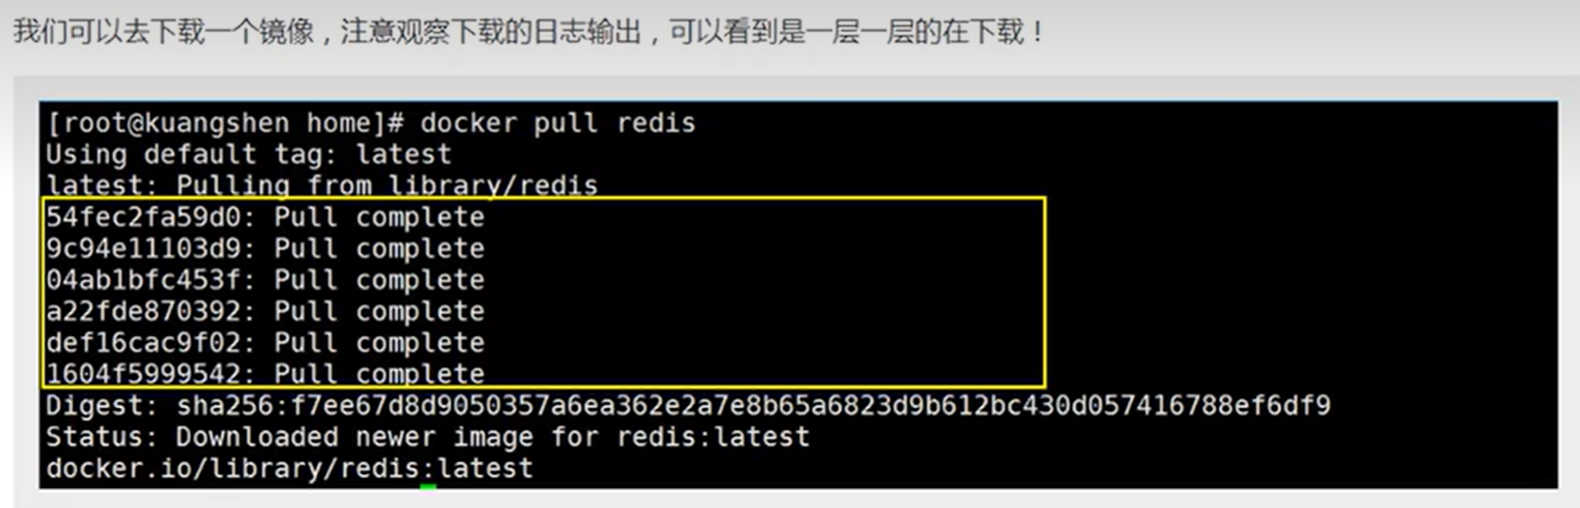 我们可以去下载一个镜像，注意观察下载的日志输出，可以看到是一层一层的在下载！
[root@kuangshen home]# docker pull redis
Using default tag: latest
latest: Pulling from library/redis
54fec2fa59d0: Pull complete
9c94e11103d9: Pull complete
04ab1bfc453f: Pull complete
a22fde870392: Pull complete
def16cac9f02: Pull complete
1604f5999542: Pull complete
Digest: sha256:f7ee67d8d9050357a6ea362e2a7e8b65a6823d9b612bc430d057416788ef6df9
Status: Downloaded newer image for redis:latest
docker.io/library/redis:latest